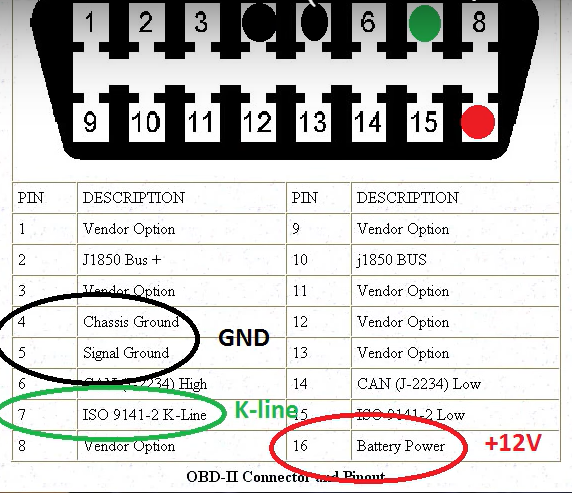 1 2 3 6 8
9 10 11 12 13 14 15
PIN DESCRIPTION PIN DESCRIPTION
1 Vendor Option 9 Vendor Option
2 J1850 Bus + 10 j1850 BUS
3 Vendor Option 11 Vendor Option
4 Chassis Ground 12 Vendor Option
GND
5 Signal Ground 13 Vendor Option
6 CAN (J-2234) High 14 CAN (J-2234) Low
7 ISO 9141-2 K-Line K-line 15 ISO 9141-2 Low
8 Vendor Option 16 Battery Power +12V
OBD-II Connector and Pinout